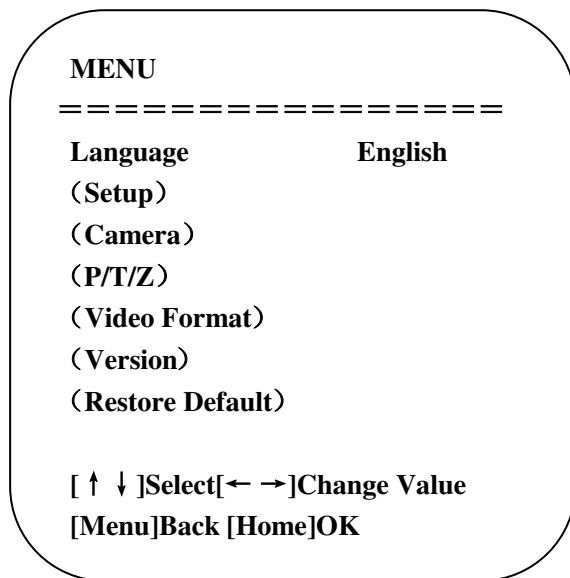 MENU
================
Language English
（Setup）
（Camera）
（P/T/Z）
（Video Format）
（Version）
（Restore Default）
[↑ ↓]Select[← →]Change Value
[Menu]Back [Home]OK